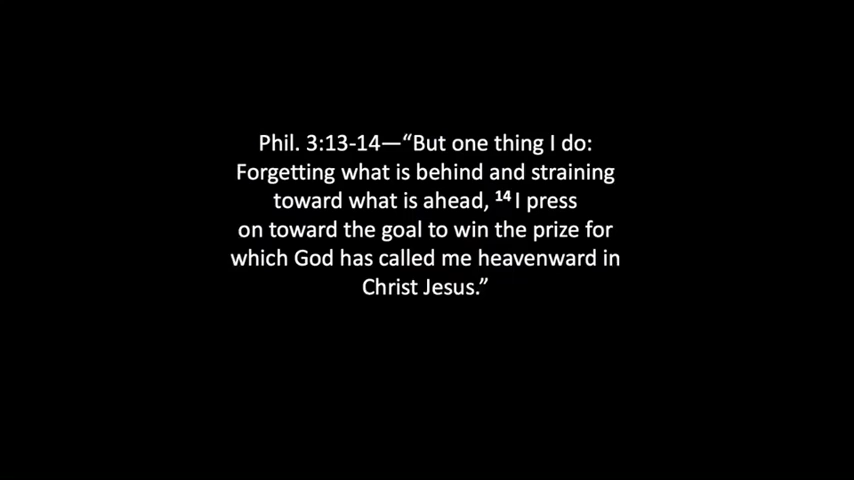 Phil. 3:13-14—“But one thing I do:
Forgetting what is behind and straining
toward what is ahead, 14 I press
on toward the goal to win the prize for
which God has called me heavenward in
Christ Jesus.”